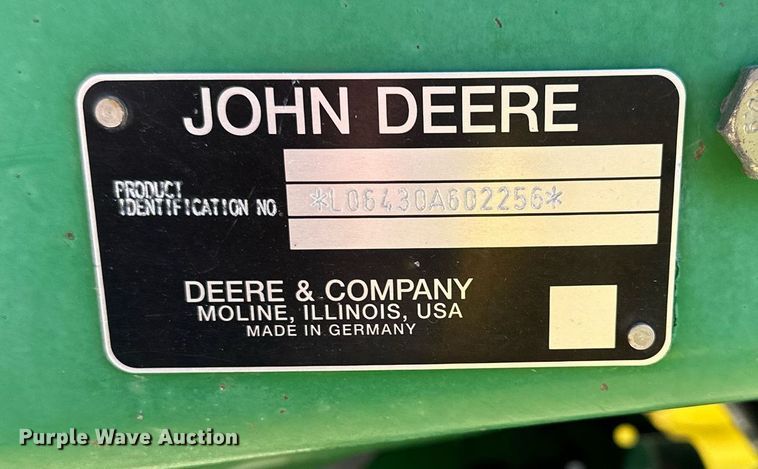 JOHN DEERE
PRODUCT
IDENTIFICATION NO.
*L06430A602256*
DEERE & COMPANY
MOLINE, ILLINOIS, USA
MADE IN GERMANY
Purple Wave Auction